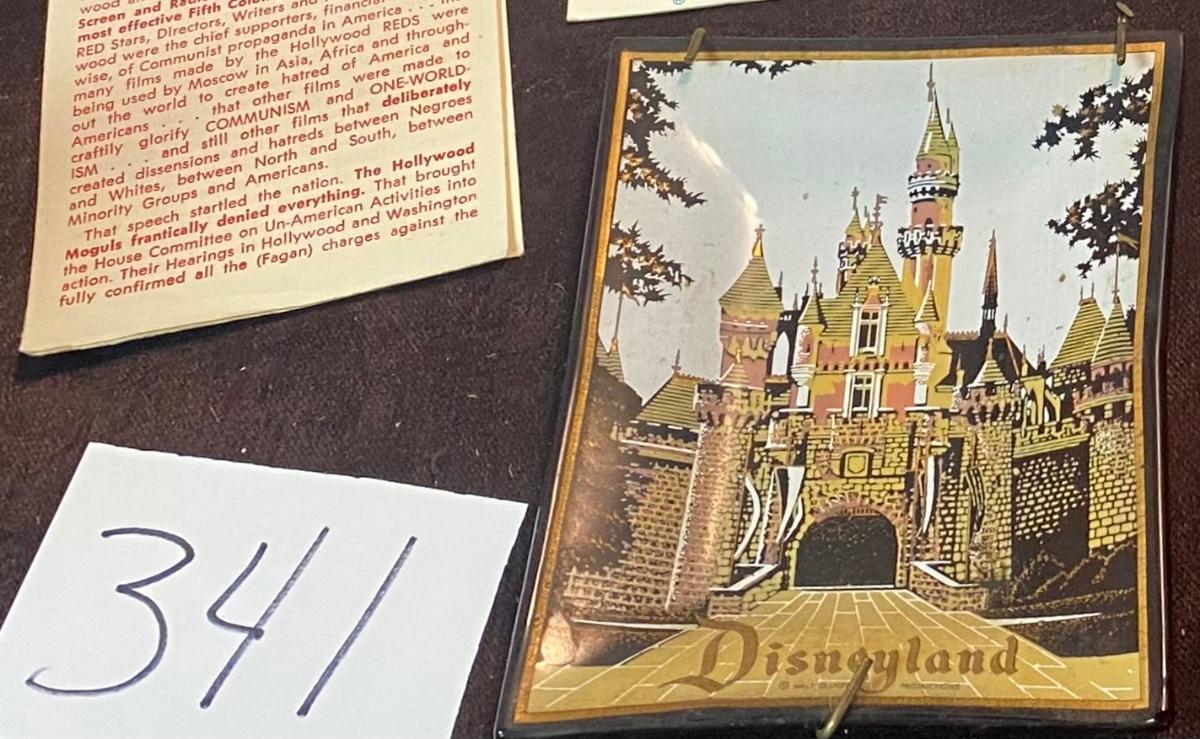 wood
Screen and
most effective Fifth
RED Stars, Directors, Writers and
wood were the chief supporters, financial
wise, of Communist propaganda in America . . .
many films made by the Hollywood REDS were
being used by Moscow in Asia, Africa and through-
out the world to create hatred of America and
Americans . . . that other films were made to
craftily glorify COMMUNISM and ONE-WORLD-
ISM . . . and still other films that deliberately
created dissensions and hatreds between Negroes
and Whites, between North and South, between
Minority Groups and Americans.
That speech startled the nation. The Hollywood
Moguls frantically denied everything. That brought
the House Committee on Un-American Activities into
action. Their Hearings in Hollywood and Washington
fully confirmed all the (Fagan) charges against the
341
Disneyland
© WALT PRODUCTIONS